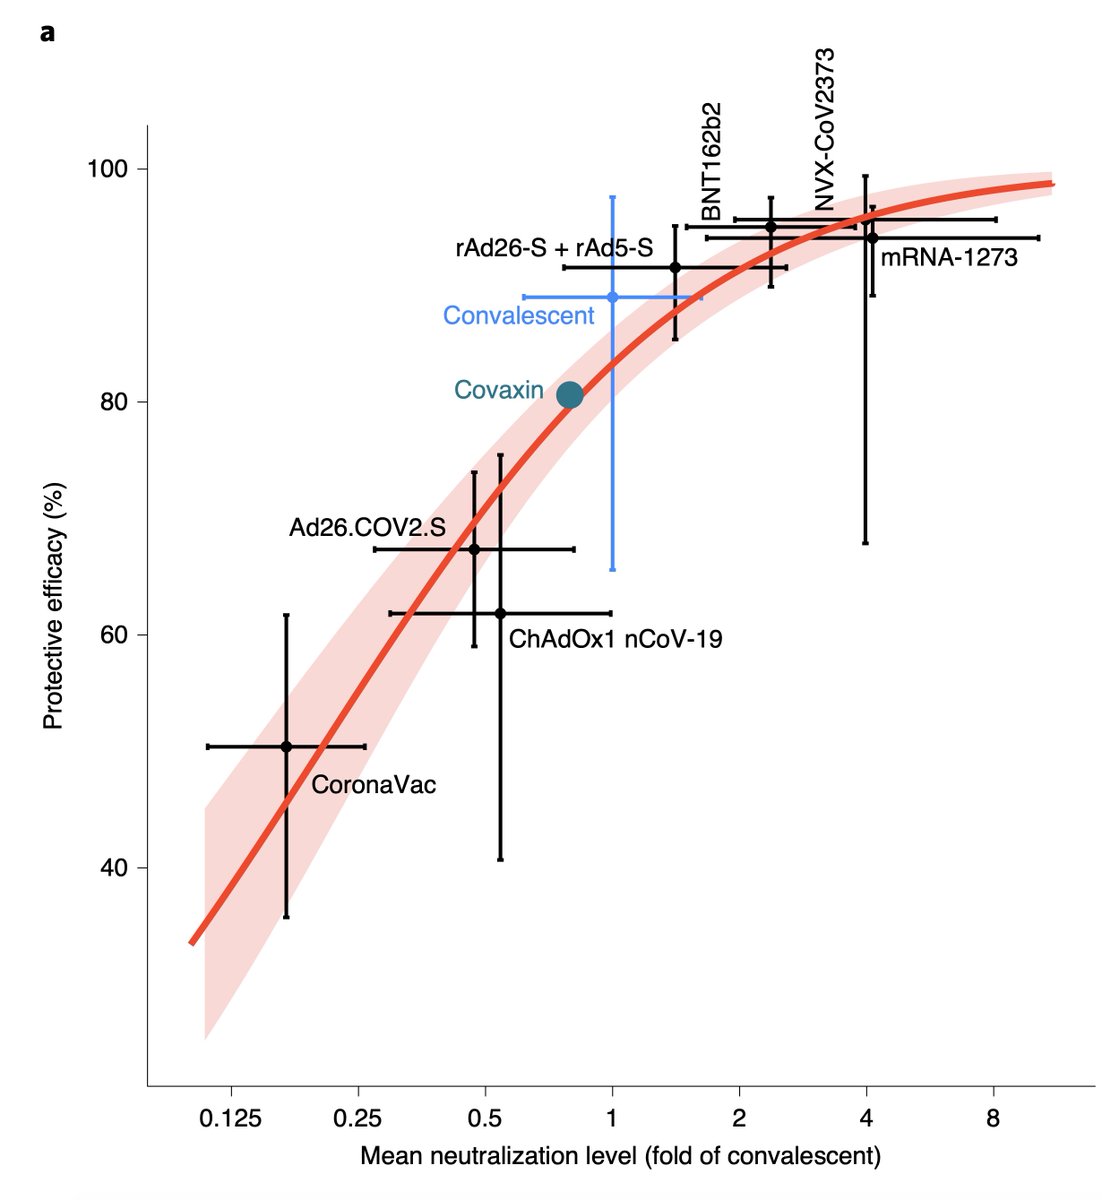 a
NVX-CoV2373
BNT162b2
100
rAd26-S + rAd5-S
mRNA-1273
Convalescent
Covaxin
80
Ad26.COV2.S
ChAdOx1 nCoV-19
60
CoronaVac
40
Protective efficacy (%)
0.125 0.25 0.5 1 2 4 8
Mean neutralization level (fold of convalescent)